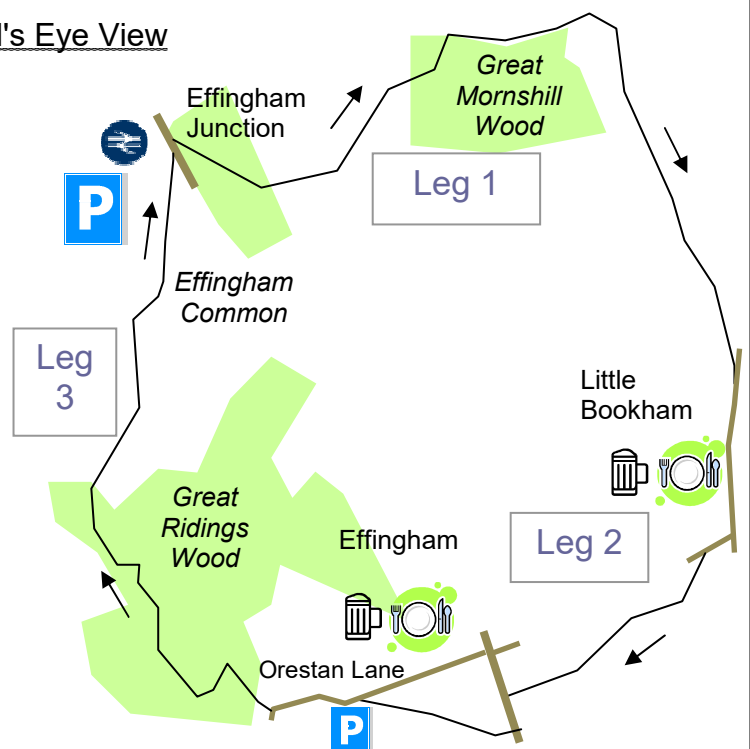 l's Eye View
Effingham
Junction
Great
Mornshill
Wood
Leg 1
P
Effingham
Common
Leg
3
Little
Bookham
Great
Ridings
Wood
Effingham
Leg 2
Orestan Lane
P